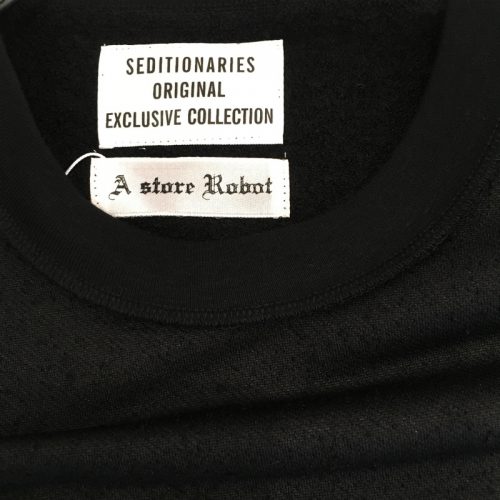 SEDITIONARIES
ORIGINAL
EXCLUSIVE COLLECTION
A store Robot